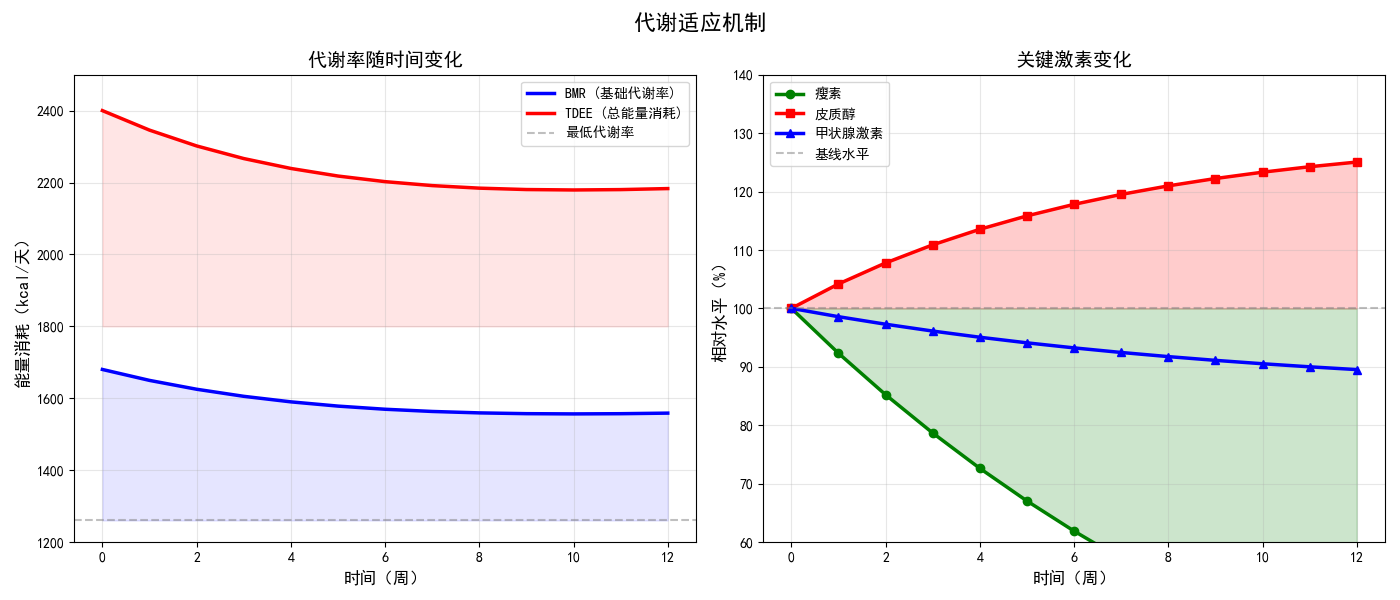 代谢适应机制
代谢率随时间变化
能量消耗 (kcal/天)
2400
2200
2000
1800
1600
1400
1200
BMR (基础代谢率)
TDEE (总能量消耗)
最低代谢率
0 2 4 6 8 10 12
时间 (周)
关键激素变化
相对水平 (%)
140
130
120
110
100
90
80
70
60
瘦素
皮质醇
甲状腺激素
基线水平
0 2 4 6 8 10 12
时间 (周)